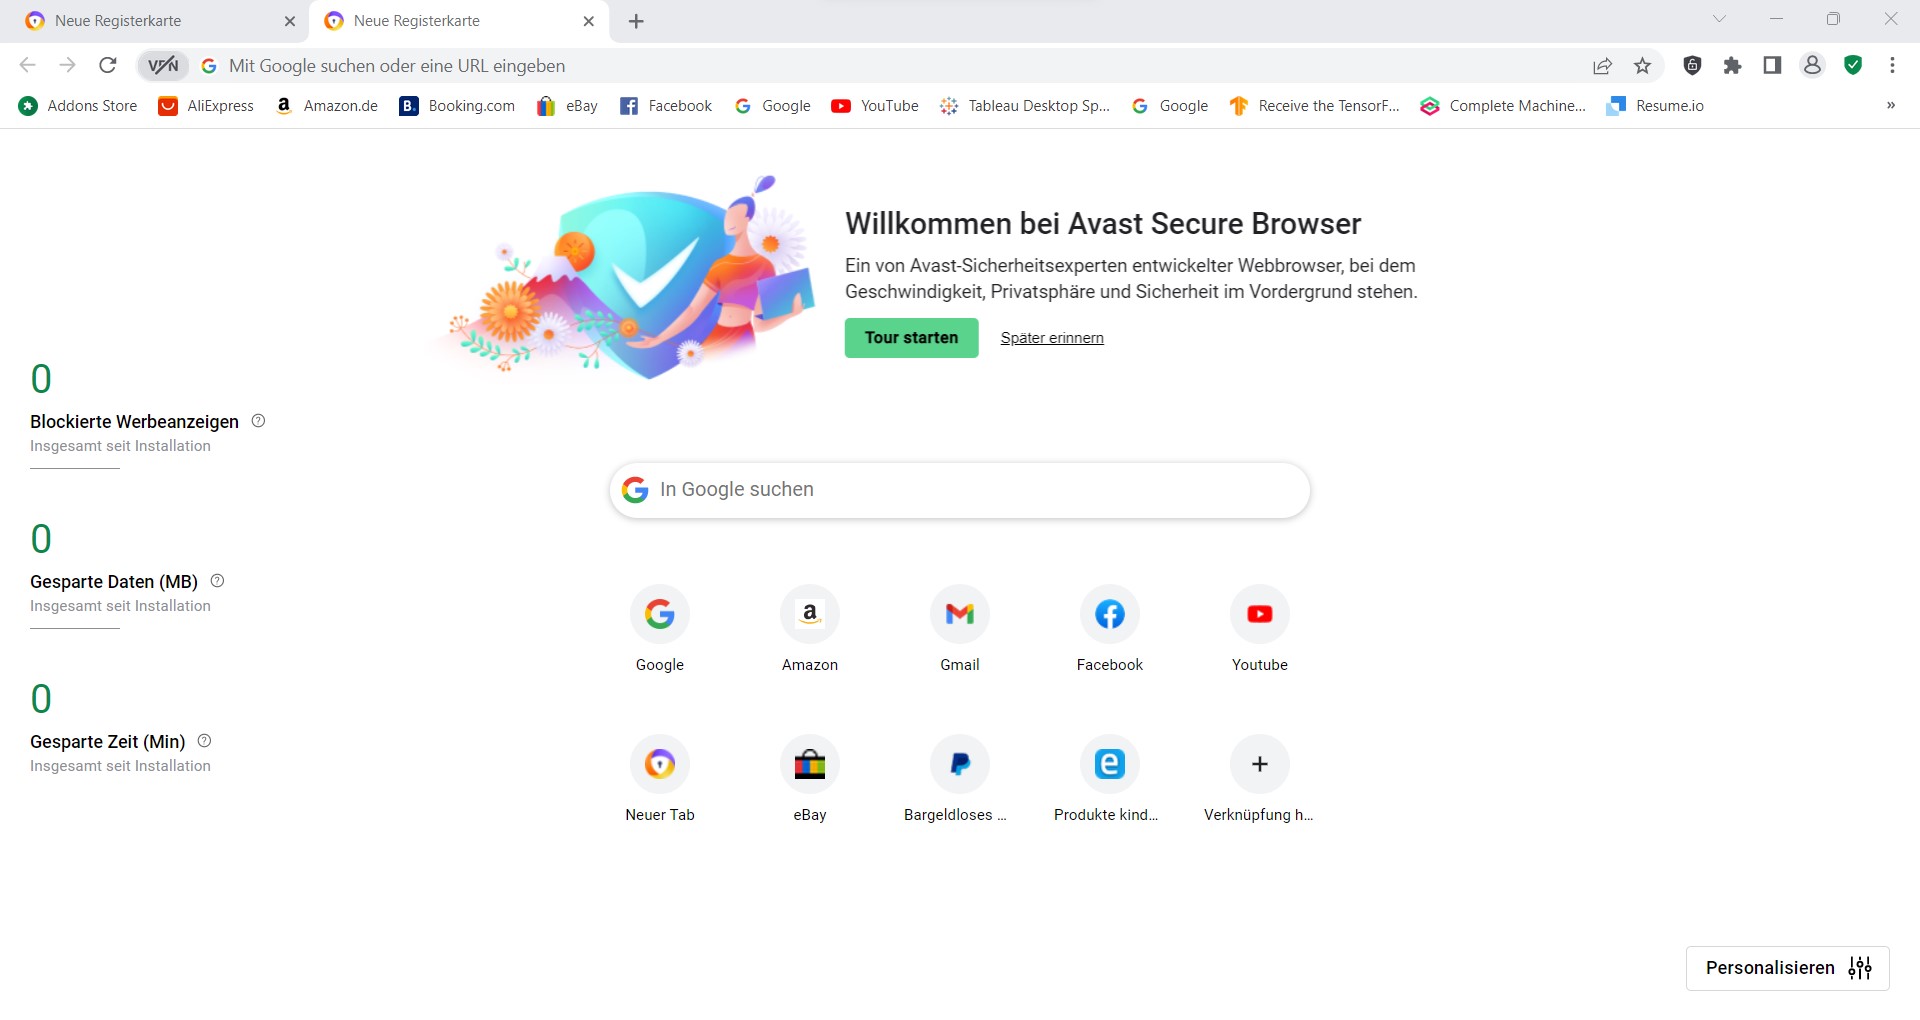 Neue Registerkarte
Neue Registerkarte
VPN
Mit Google suchen oder eine URL eingeben
Addons Store
AliExpress
Amazon.de
Booking.com
eBay
Facebook
Google
YouTube
Tableau Desktop Sp...
Google
Receive the TensorF...
Complete Machine...
Resume.io
»
Willkommen bei Avast Secure Browser
Ein von Avast-Sicherheitsexperten entwickelter Webbrowser, bei dem
Geschwindigkeit, Privatsphäre und Sicherheit im Vordergrund stehen.
Tour starten
Später erinnern
0
Blockierte Werbeanzeigen
Insgesamt seit Installation
0
Gesparte Daten (MB)
Insgesamt seit Installation
0
Gesparte Zeit (Min)
Insgesamt seit Installation
In Google suchen
Google
Amazon
Gmail
Facebook
Youtube
Neuer Tab
eBay
Bargeldloses ...
Produkte kind...
Verknüpfung h...
Personalisieren